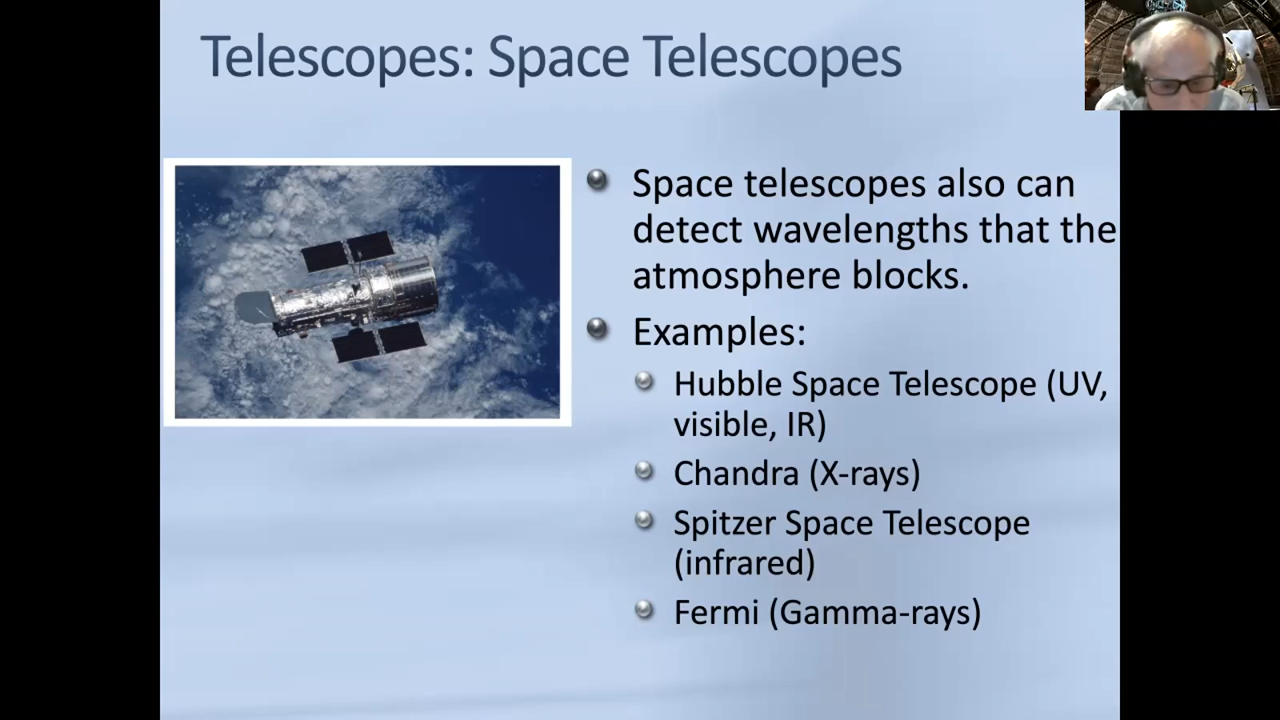 Telescopes: Space Telescopes
Space telescopes also can
detect wavelengths that the
atmosphere blocks.
Examples:
Hubble Space Telescope (UV,
visible, IR)
Chandra (X-rays)
Spitzer Space Telescope
(infrared)
Fermi (Gamma-rays)